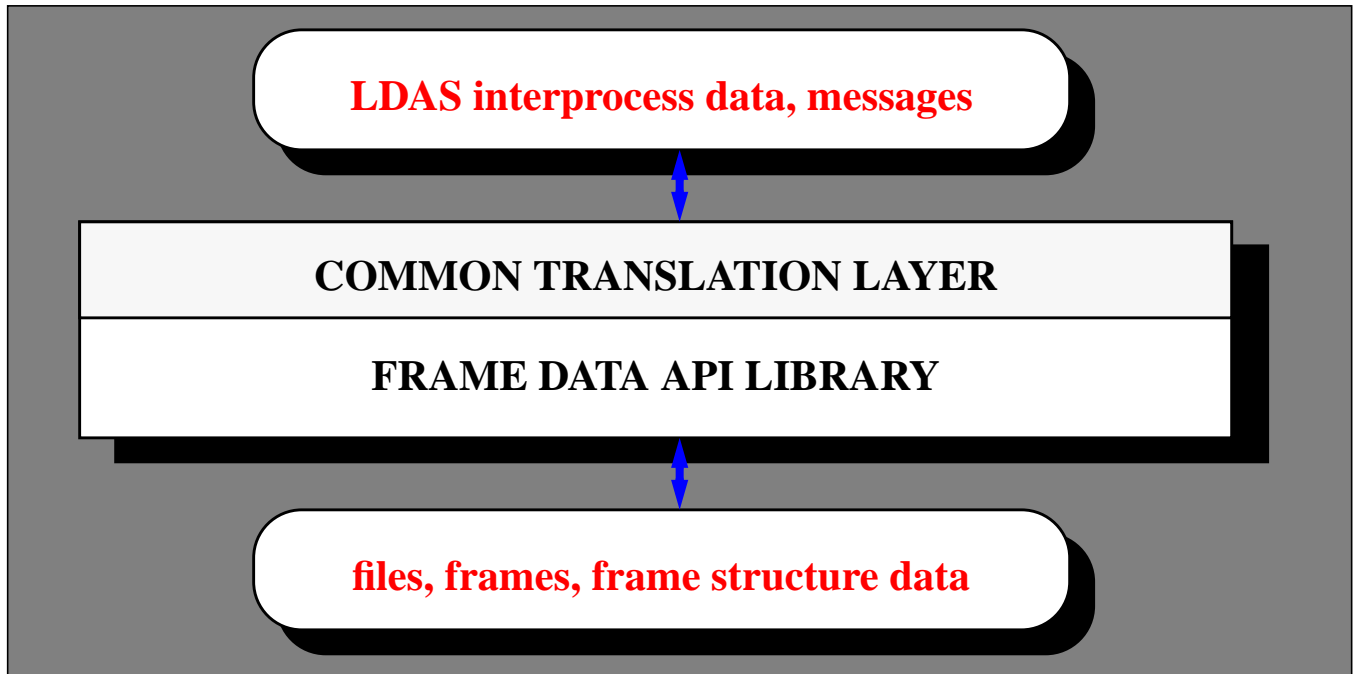 LDAS interprocess data, messages
COMMON TRANSLATION LAYER
FRAME DATA API LIBRARY
files, frames, frame structure data